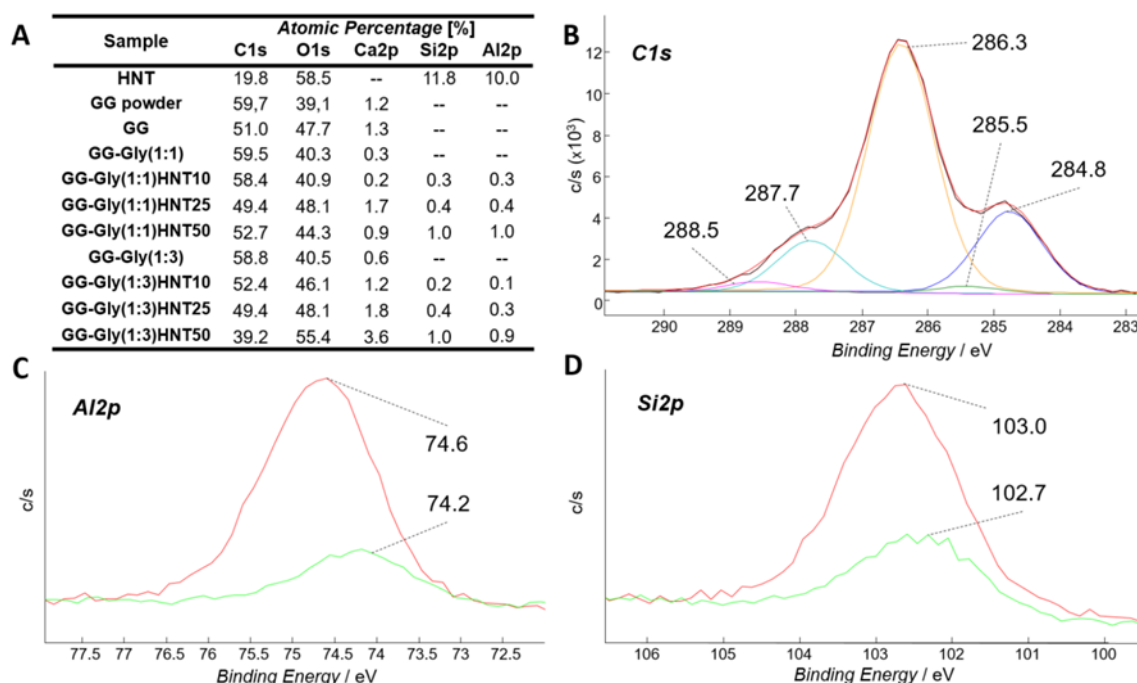 A
Sample Atomic Percentage [%]
C1s O1s Ca2p Si2p Al2p
HNT 19.8 58.5 -- 11.8 10.0
GG powder 59,7 39,1 1.2 -- --
GG 51.0 47.7 1.3 -- --
GG-Gly(1:1) 59.5 40.3 0.3 -- --
GG-Gly(1:1)HNT10 58.4 40.9 0.2 0.3 0.3
GG-Gly(1:1)HNT25 49.4 48.1 1.7 0.4 0.4
GG-Gly(1:1)HNT50 52.7 44.3 0.9 1.0 1.0
GG-Gly(1:3) 58.8 40.5 0.6 -- --
GG-Gly(1:3)HNT10 52.4 46.1 1.2 0.2 0.1
GG-Gly(1:3)HNT25 49.4 48.1 1.8 0.4 0.3
GG-Gly(1:3)HNT50 39.2 55.4 3.6 1.0 0.9
B
C1s
c/s (x10³)
12
8
4
0
286.3
285.5
284.8
287.7
288.5
290 289 288 287 286 285 284 283
Binding Energy / eV
C
Al2p
c/s
74.6
74.2
77.5 77 76.5 76 75.5 75 74.5 74 73.5 73 72.5
Binding Energy / eV
D
Si2p
c/s
103.0
102.7
106 105 104 103 102 101 100
Binding Energy / eV